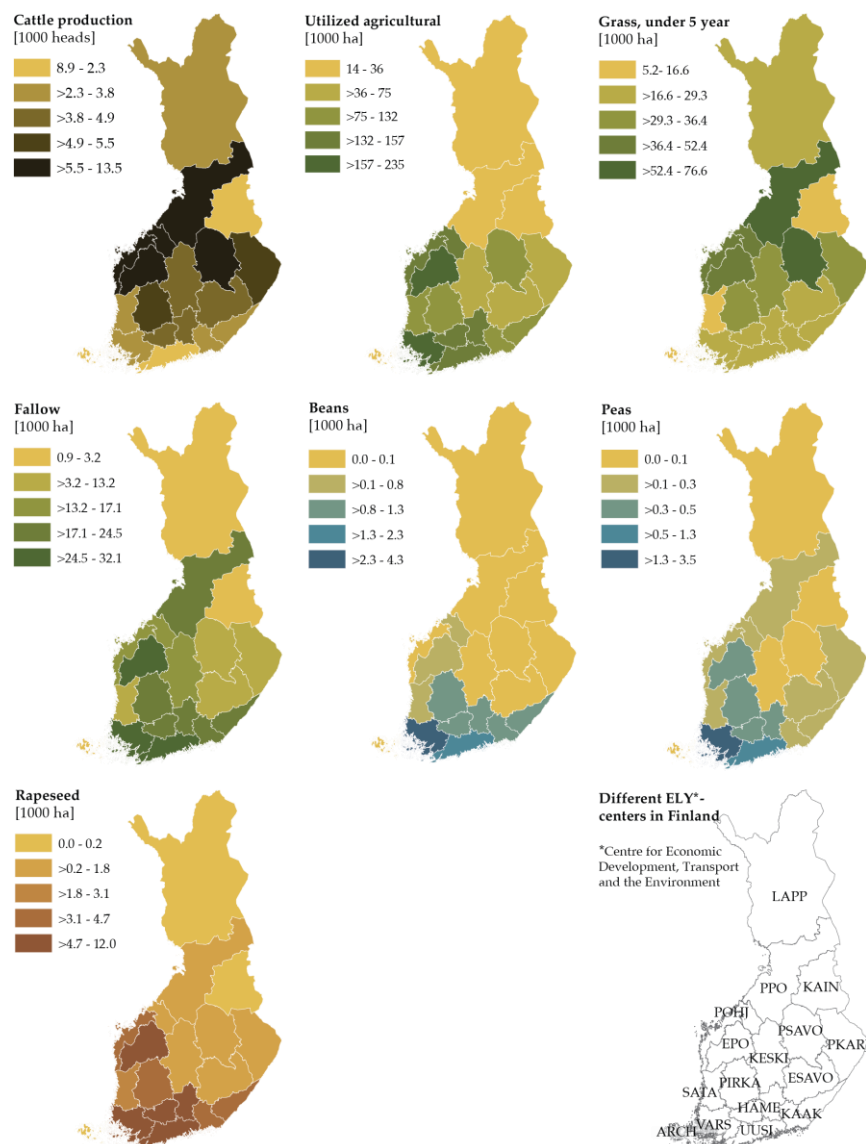 Cattle production
[1000 heads]
8.9 - 2.3
>2.3 - 3.8
>3.8 - 4.9
>4.9 - 5.5
>5.5 - 13.5
Utilized agricultural
[1000 ha]
14 - 36
>36 - 75
>75 - 132
>132 - 157
>157 - 235
Grass, under 5 year
[1000 ha]
5.2- 16.6
>16.6 - 29.3
>29.3 - 36.4
>36.4 - 52.4
>52.4 - 76.6
Fallow
[1000 ha]
0.9 - 3.2
>3.2 - 13.2
>13.2 - 17.1
>17.1 - 24.5
>24.5 - 32.1
Beans
[1000 ha]
0.0 - 0.1
>0.1 - 0.8
>0.8 - 1.3
>1.3 - 2.3
>2.3 - 4.3
Peas
[1000 ha]
0.0 - 0.1
>0.1 - 0.3
>0.3 - 0.5
>0.5 - 1.3
>1.3 - 3.5
Rapeseed
[1000 ha]
0.0 - 0.2
>0.2 - 1.8
>1.8 - 3.1
>3.1 - 4.7
>4.7 - 12.0
Different ELY*-
centers in Finland
*Centre for Economic
Development, Transport
and the Environment
LAPP
PPO
KAIN
POHJ
PSAVO
EPO
PKAR
KESKI
ESAVO
PIRKA
SATA
HÄME
KAAK
VARS
ARCH
UUSI